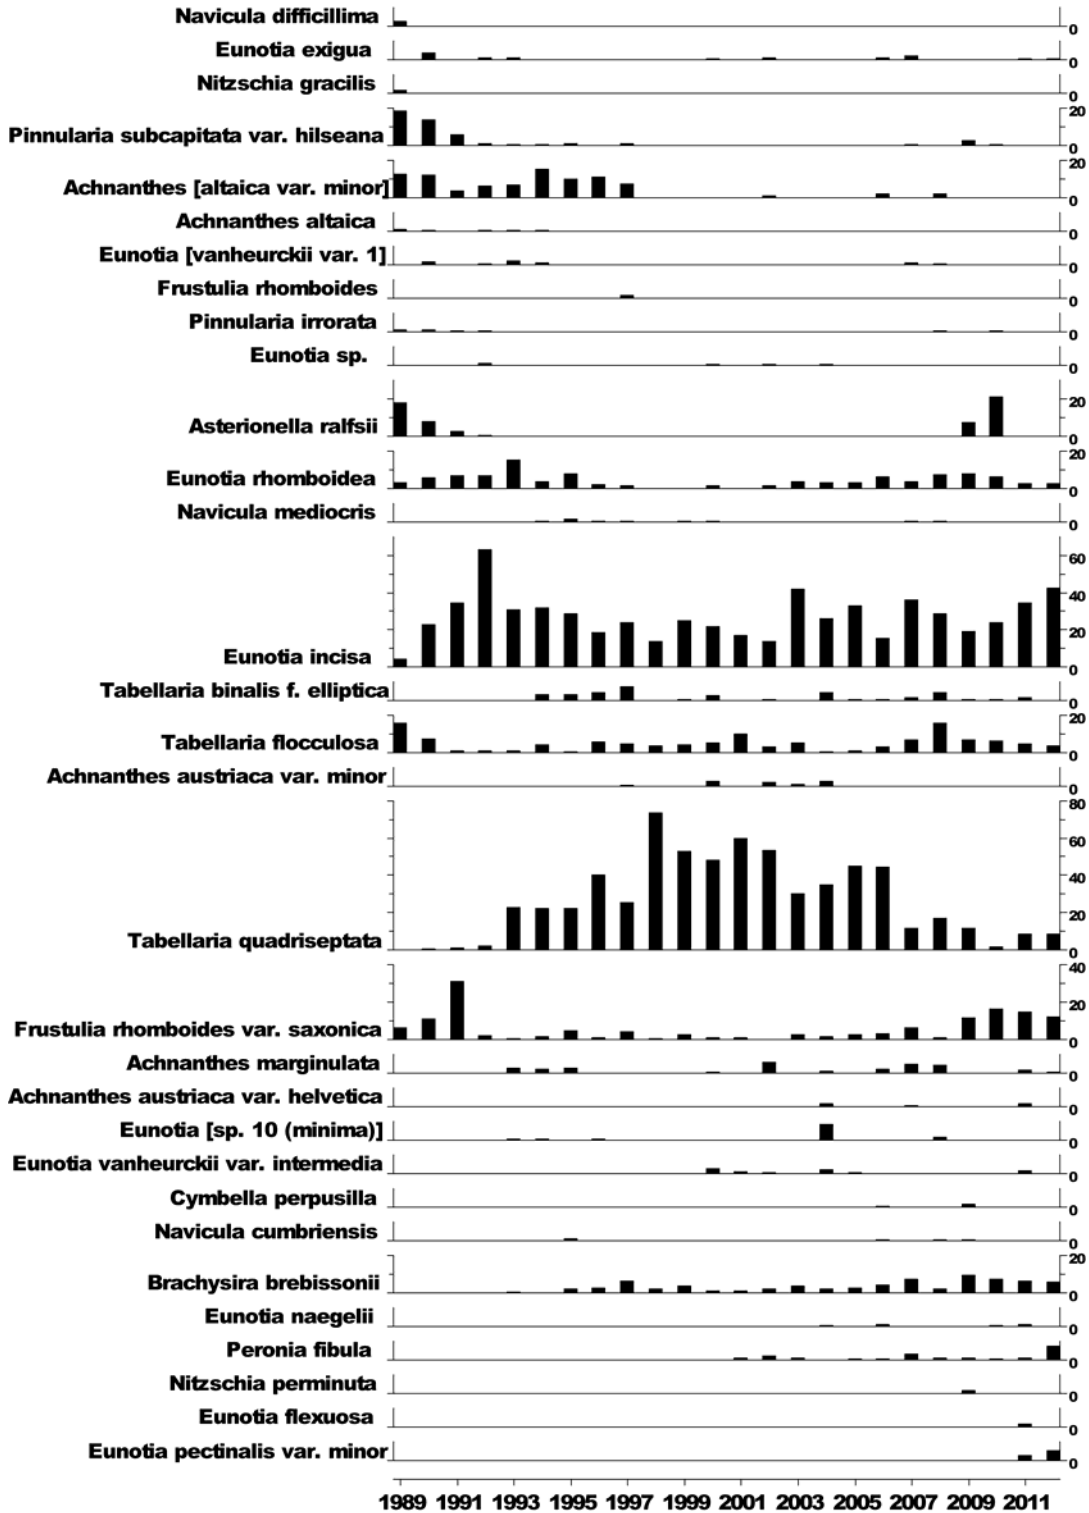 Navicula difficillima 0
Eunotia exigua 0
Nitzschia gracilis 0
20
Pinnularia subcapitata var. hilseana 0
20
Achnanthes [altaica var. minor] 0
Achnanthes altaica 0
Eunotia [vanheurckii var. 1] 0
Frustulia rhomboides 0
Pinnularia irrorata 0
Eunotia sp. 0
20
Asterionella ralfsii 0
20
Eunotia rhomboidea 0
Navicula mediocris 0
60
40
20
Eunotia incisa 0
Tabellaria binalis f. elliptica 0
20
Tabellaria flocculosa 0
Achnanthes austriaca var. minor 0
80
60
40
20
Tabellaria quadriseptata 0
40
20
Frustulia rhomboides var. saxonica 0
Achnanthes marginulata 0
Achnanthes austriaca var. helvetica 0
Eunotia [sp. 10 (minima)] 0
Eunotia vanheurckii var. intermedia 0
Cymbella perpusilla 0
Navicula cumbriensis 0
20
Brachysira brebissonii 0
Eunotia naegelii 0
Peronia fibula 0
Nitzschia perminuta 0
Eunotia flexuosa 0
Eunotia pectinalis var. minor 0
1989 1991 1993 1995 1997 1999 2001 2003 2005 2007 2009 2011